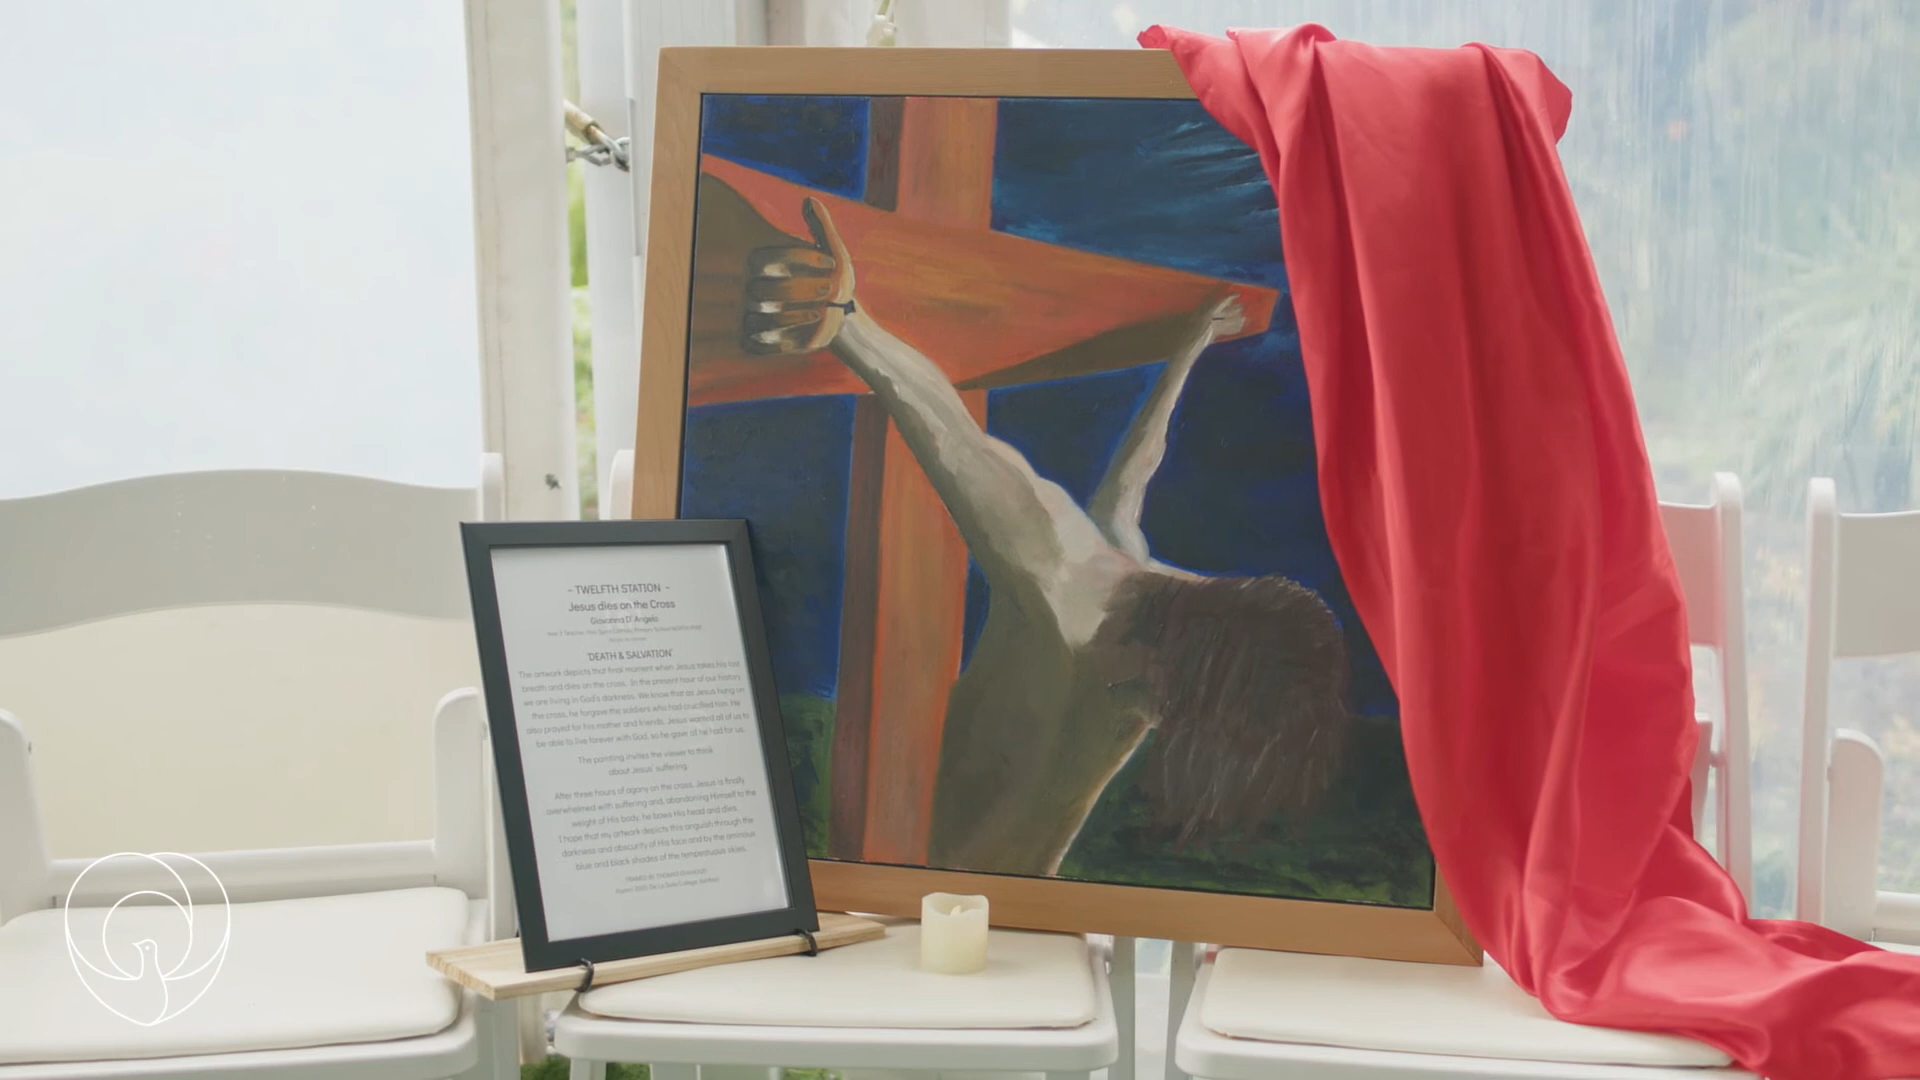 - TWELFTH STATION -
Jesus dies on the Cross
Giovanna D'Angelo
'DEATH & SALVATION'
The artwork depicts that final moment when Jesus takes his last
breath and dies on the cross. In the present hour of our history,
we are living in God's darkness. We know that as Jesus hung on
the cross, he forgave the soldiers who had crucified him. He
also prayed for his mother and friends. Jesus wanted all of us to
be able to live forever with God, so he gave all he had for us.
The painting invites the viewer to think
about Jesus' suffering.
After three hours of agony on the cross, Jesus is finally
overwhelmed with suffering and, abandoning Himself to the
weight of His body, he bows His head and dies.
I hope that my artwork depicts this anguish through the
darkness and obscurity of His face and by the ominous
blue and black shades of the tempestuous skies.
De La Salle College, Ashfield